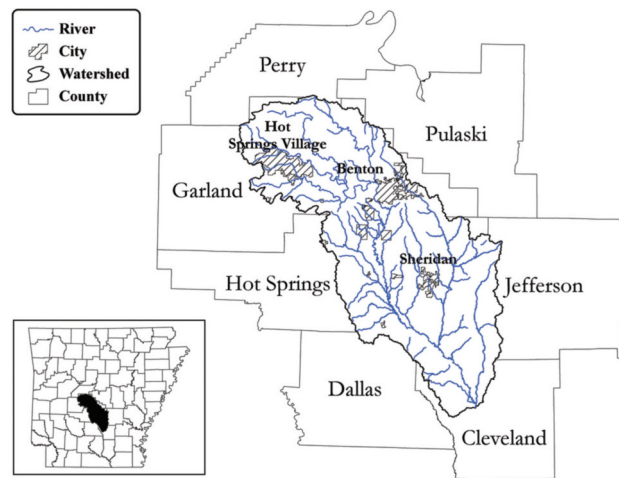 River
City
Watershed
County
Perry
Pulaski
Hot
Springs Village
Benton
Garland
Sheridan
Hot Springs
Jefferson
Dallas
Cleveland